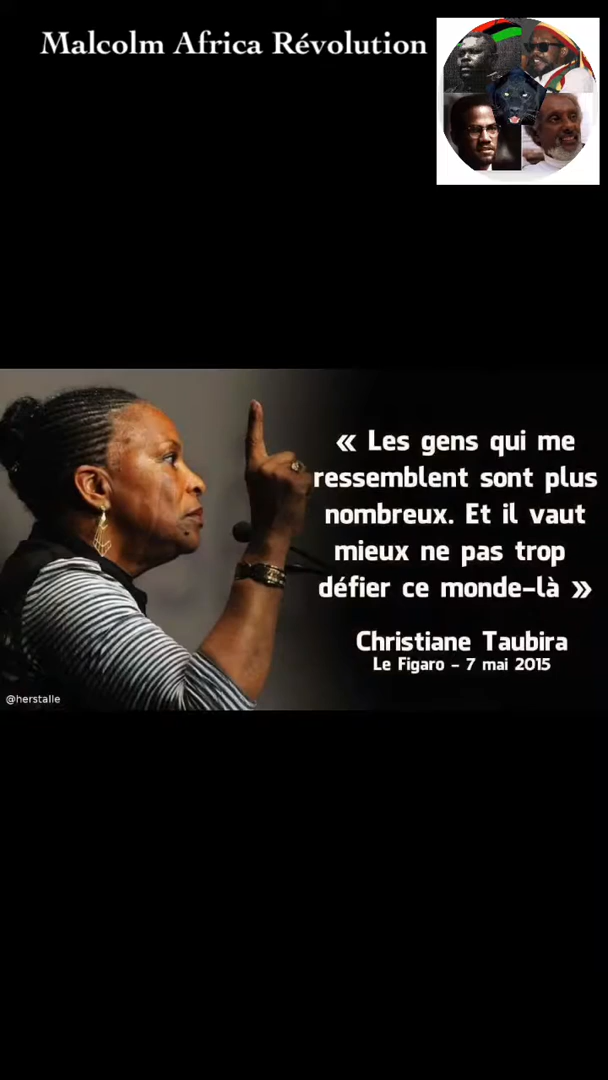 Malcolm Africa Révolution
« Les gens qui me
ressemblent sont plus
nombreux. Et il vaut
mieux ne pas trop
défier ce monde-là »
Christiane Taubira
Le Figaro - 7 mai 2015
@herstalle